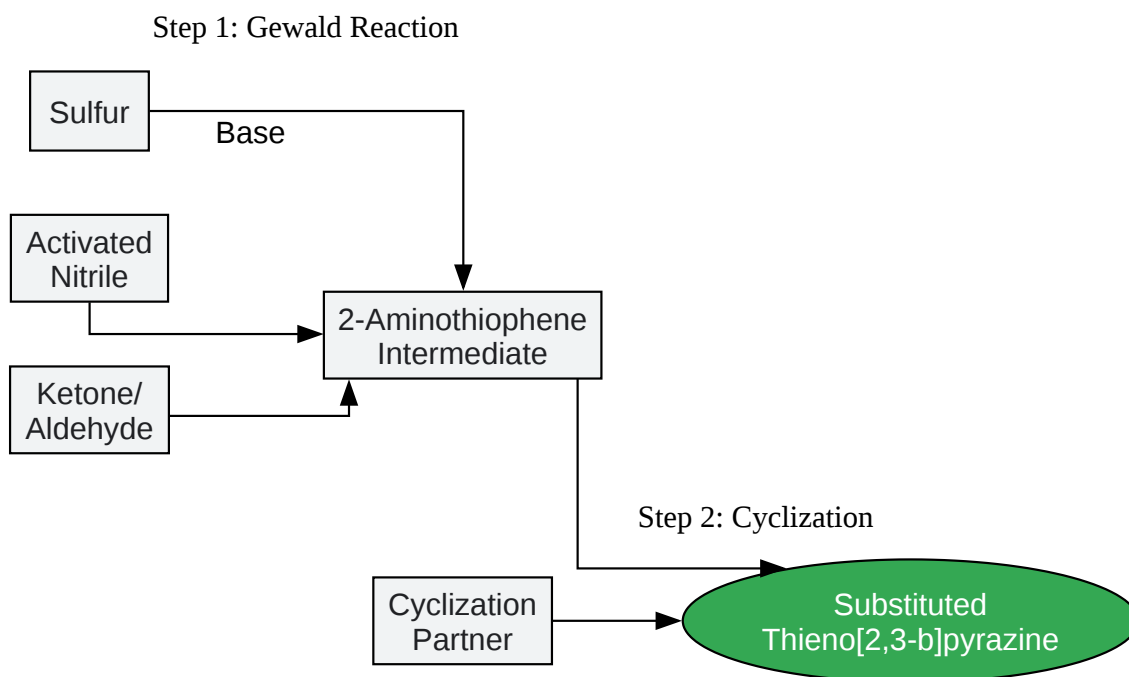 Step 1: Gewald Reaction
Sulfur
Base
Activated
Nitrile
2-Aminothiophene
Intermediate
Ketone/
Aldehyde
Step 2: Cyclization
Cyclization
Partner
Substituted
Thieno[2,3-b]pyrazine